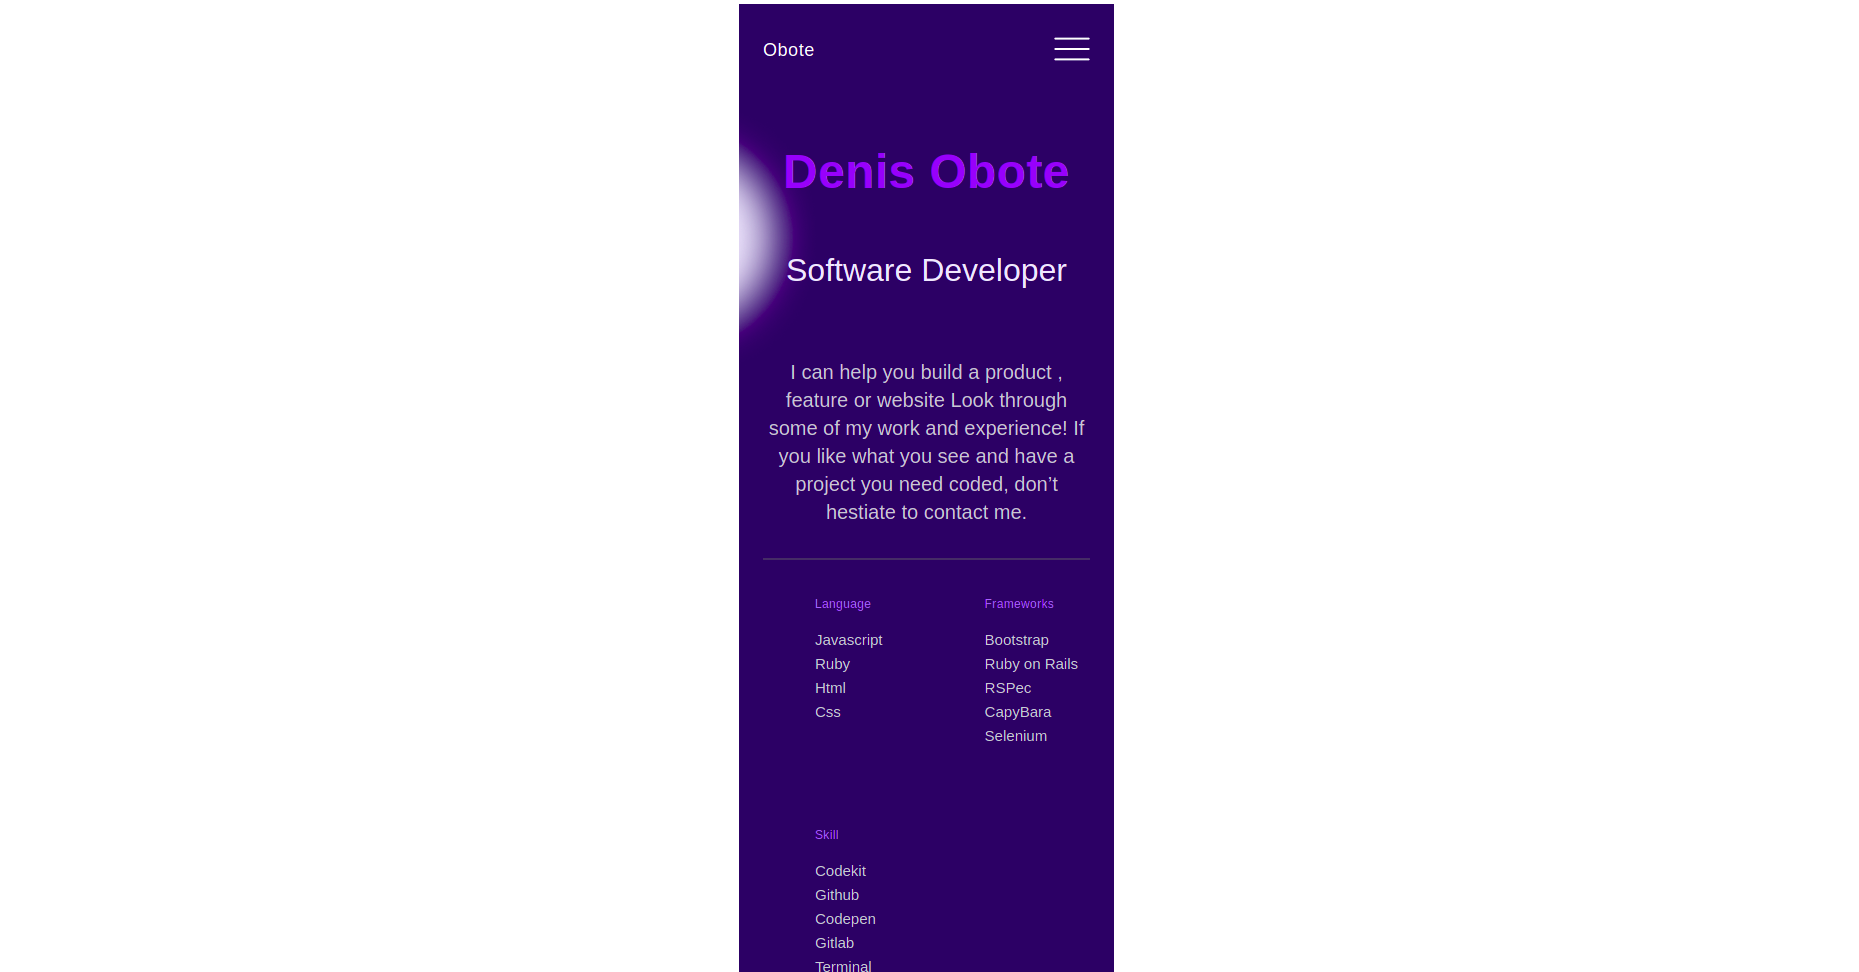 Obote
Denis Obote
Software Developer
I can help you build a product ,
feature or website Look through
some of my work and experience! If
you like what you see and have a
project you need coded, don’t
hestiate to contact me.
Language
Javascript
Ruby
Html
Css
Frameworks
Bootstrap
Ruby on Rails
RSPec
CapyBara
Selenium
Skill
Codekit
Github
Codepen
Gitlab
Terminal